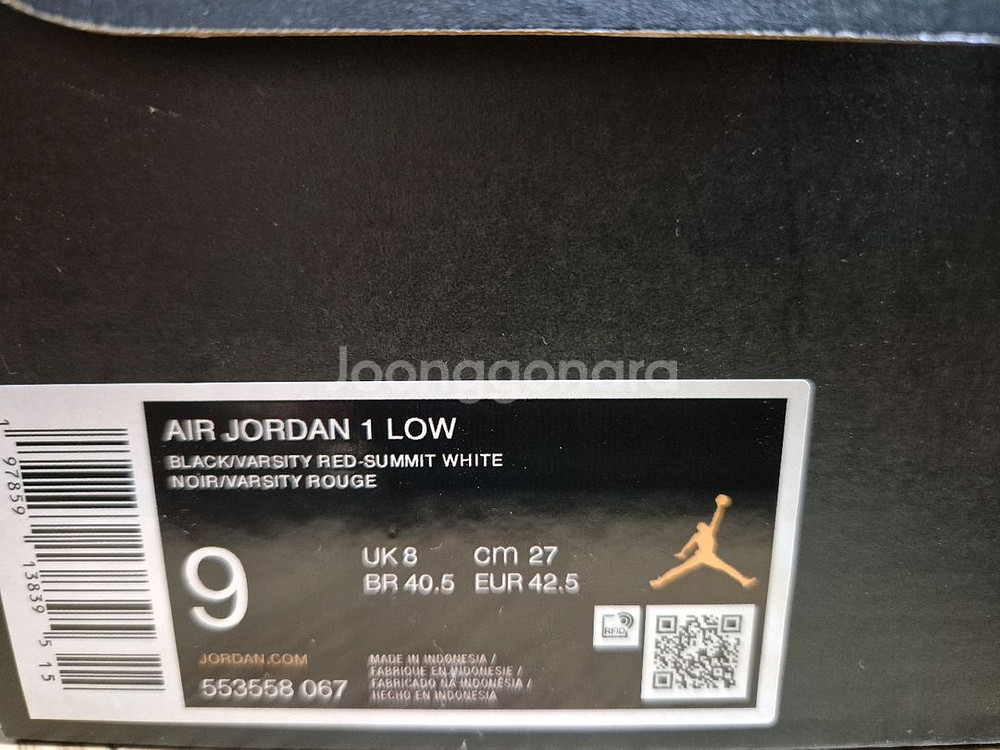 Joonggonara
AIR JORDAN 1 LOW
BLACK/VARSITY RED-SUMMIT WHITE
NOIR/VARSITY ROUGE
9
UK 8 cm 27
BR 40.5 EUR 42.5
RFID
JORDAN.COM
553558 067
MADE IN INDONESIA /
FABRIQUE EN INDONESIE /
FABRICADO NA INDONESIA /
HECHO EN INDONESIA
1 97859 13839 5 15